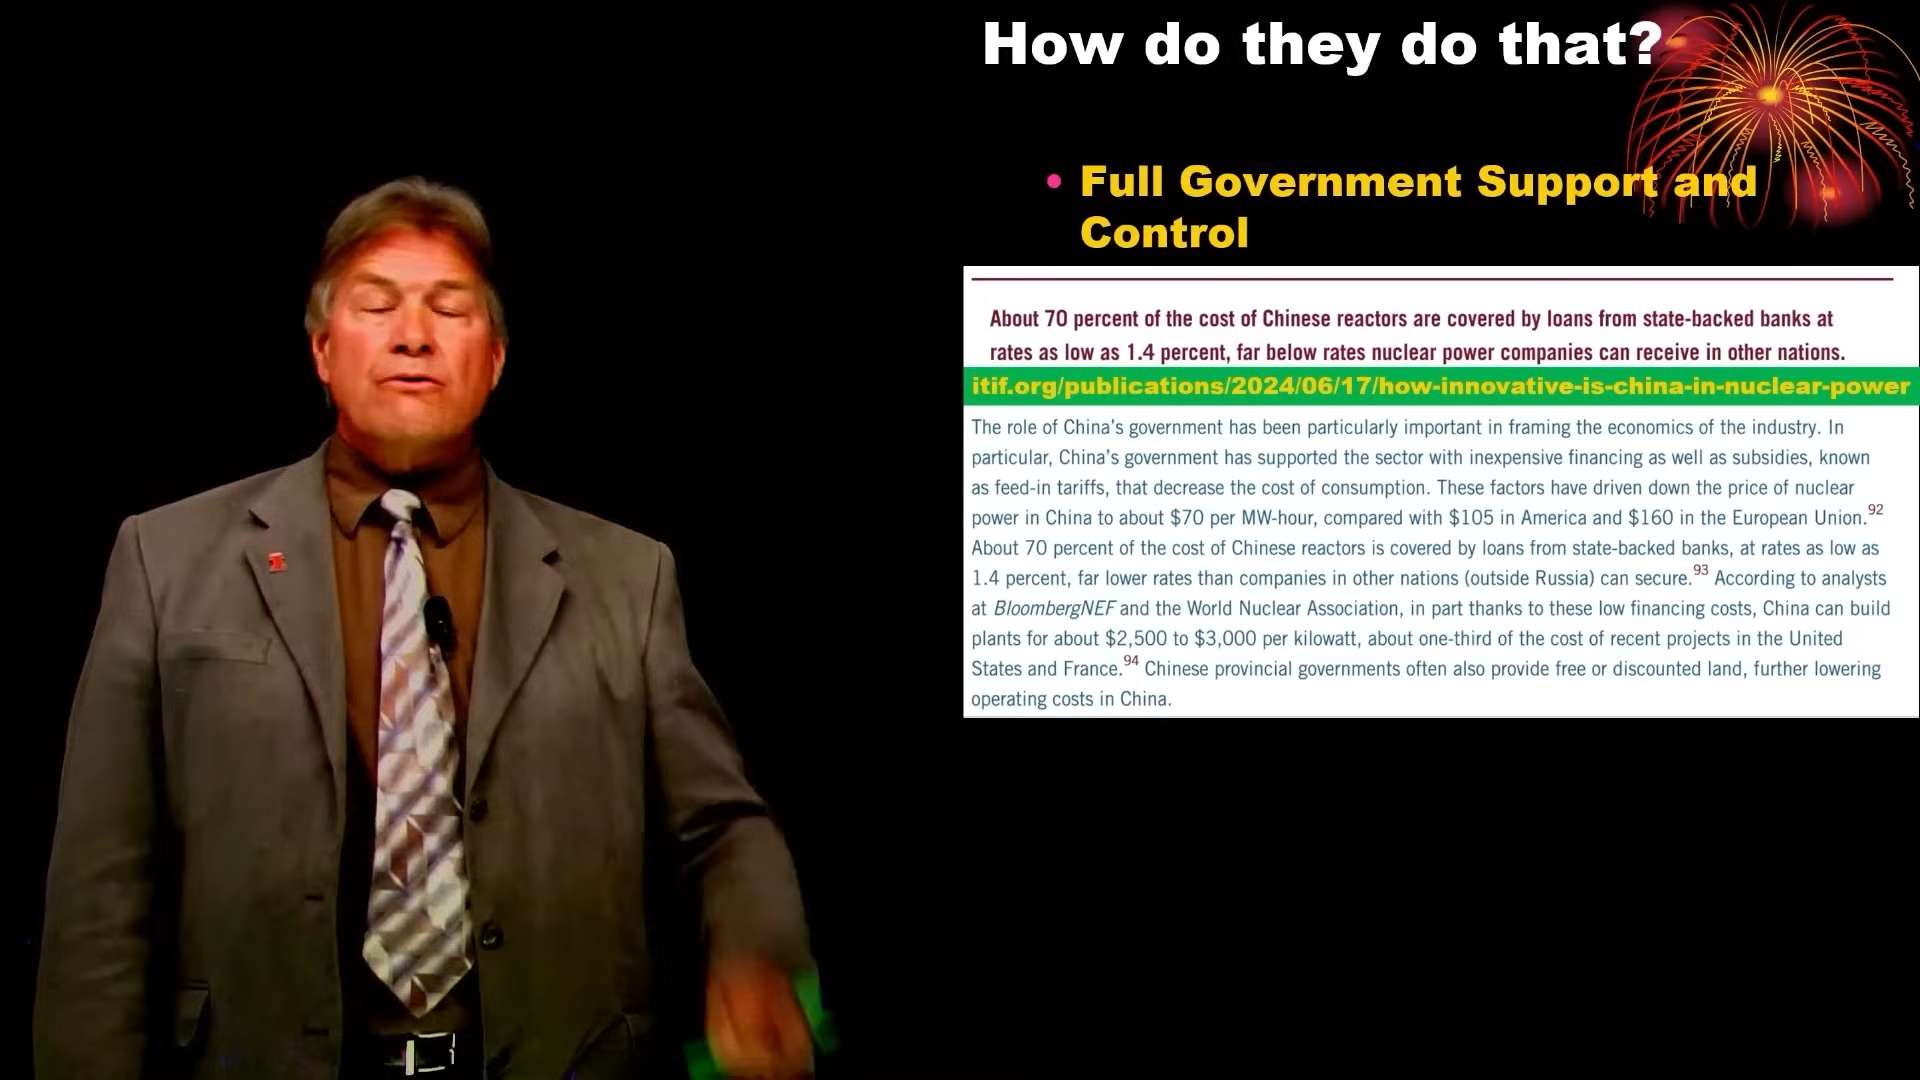 How do they do that?
• Full Government Support and
Control
About 70 percent of the cost of Chinese reactors are covered by loans from state-backed banks at
rates as low as 1.4 percent, far below rates nuclear power companies can receive in other nations.
itif.org/publications/2024/06/17/how-innovative-is-china-in-nuclear-power
The role of China’s government has been particularly important in framing the economics of the industry. In
particular, China’s government has supported the sector with inexpensive financing as well as subsidies, known
as feed-in tariffs, that decrease the cost of consumption. These factors have driven down the price of nuclear
power in China to about $70 per MW-hour, compared with $105 in America and $160 in the European Union.92
About 70 percent of the cost of Chinese reactors is covered by loans from state-backed banks, at rates as low as
1.4 percent, far lower rates than companies in other nations (outside Russia) can secure.93 According to analysts
at BloombergNEF and the World Nuclear Association, in part thanks to these low financing costs, China can build
plants for about $2,500 to $3,000 per kilowatt, about one-third of the cost of recent projects in the United
States and France.94 Chinese provincial governments often also provide free or discounted land, further lowering
operating costs in China.